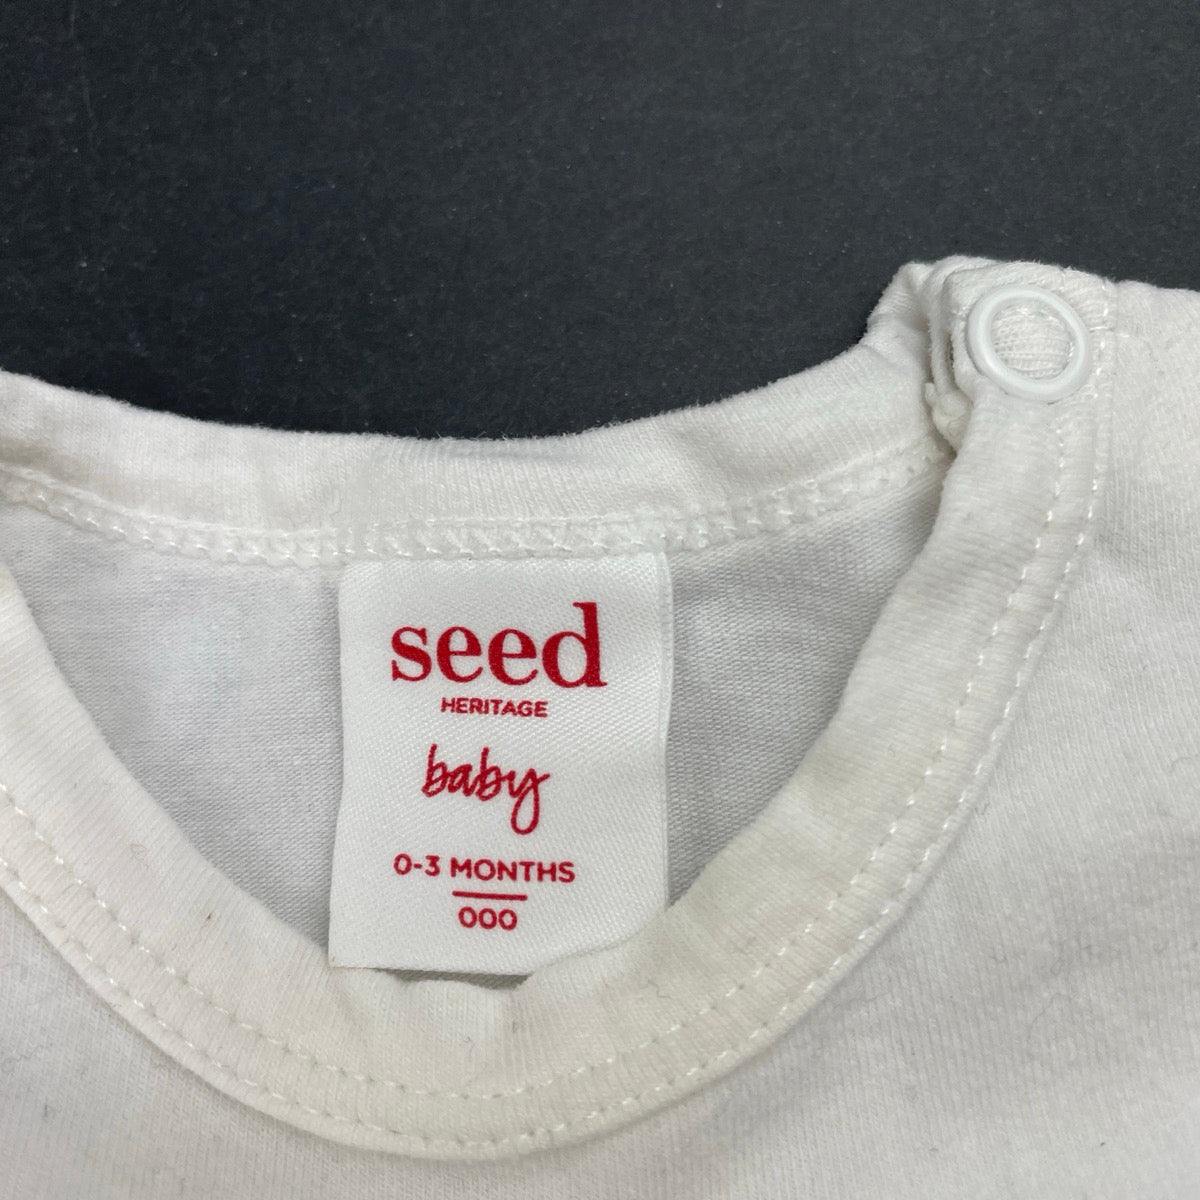 seed
HERITAGE
baby
0-3 MONTHS
000